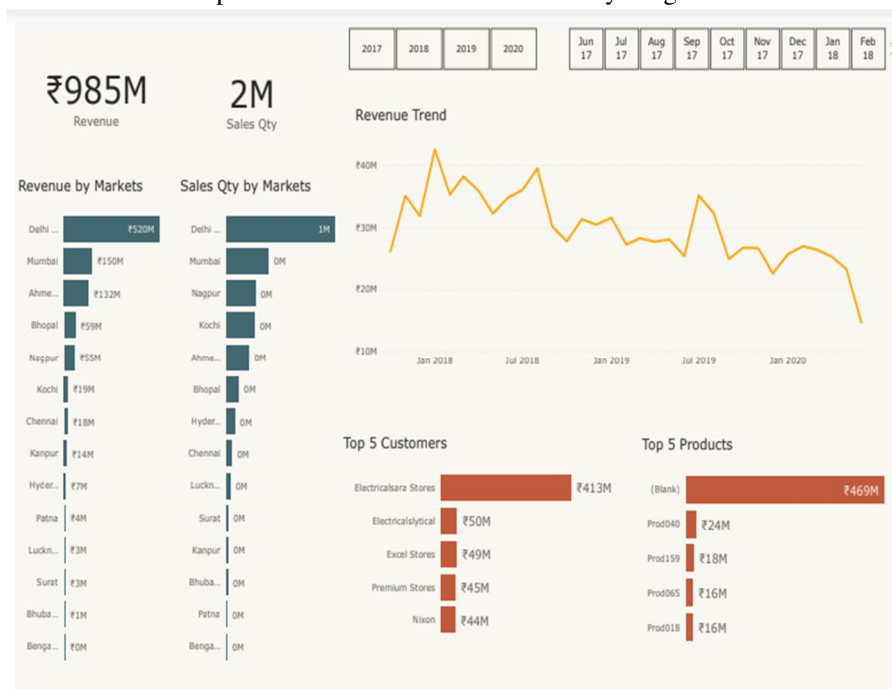 2017 2018 2019 2020
Jun 17 Jul 17 Aug 17 Sep 17 Oct 17 Nov 17 Dec 17 Jan 18 Feb 18
₹985M
Revenue
2M
Sales Qty
Revenue Trend
₹40M
₹30M
₹20M
₹10M
Jan 2018 Jul 2018 Jan 2019 Jul 2019 Jan 2020
Revenue by Markets
Delhi ... ₹520M
Mumbai ₹150M
Ahme... ₹132M
Bhopal ₹59M
Nagpur ₹55M
Kochi ₹19M
Chennai ₹18M
Kanpur ₹14M
Hyder... ₹7M
Patna ₹4M
Luckn... ₹3M
Surat ₹3M
Bhuba... ₹1M
Benga... ₹0M
Sales Qty by Markets
Delhi ... 1M
Mumbai 0M
Nagpur 0M
Kochi 0M
Ahme... 0M
Bhopal 0M
Hyder... 0M
Chennai 0M
Luckn... 0M
Surat 0M
Kanpur 0M
Bhuba... 0M
Patna 0M
Benga... 0M
Top 5 Customers
Electricalsara Stores ₹413M
Electricalslytical ₹50M
Excel Stores ₹49M
Premium Stores ₹45M
Nixon ₹44M
Top 5 Products
(Blank) ₹469M
Prod040 ₹24M
Prod159 ₹18M
Prod065 ₹16M
Prod018 ₹16M